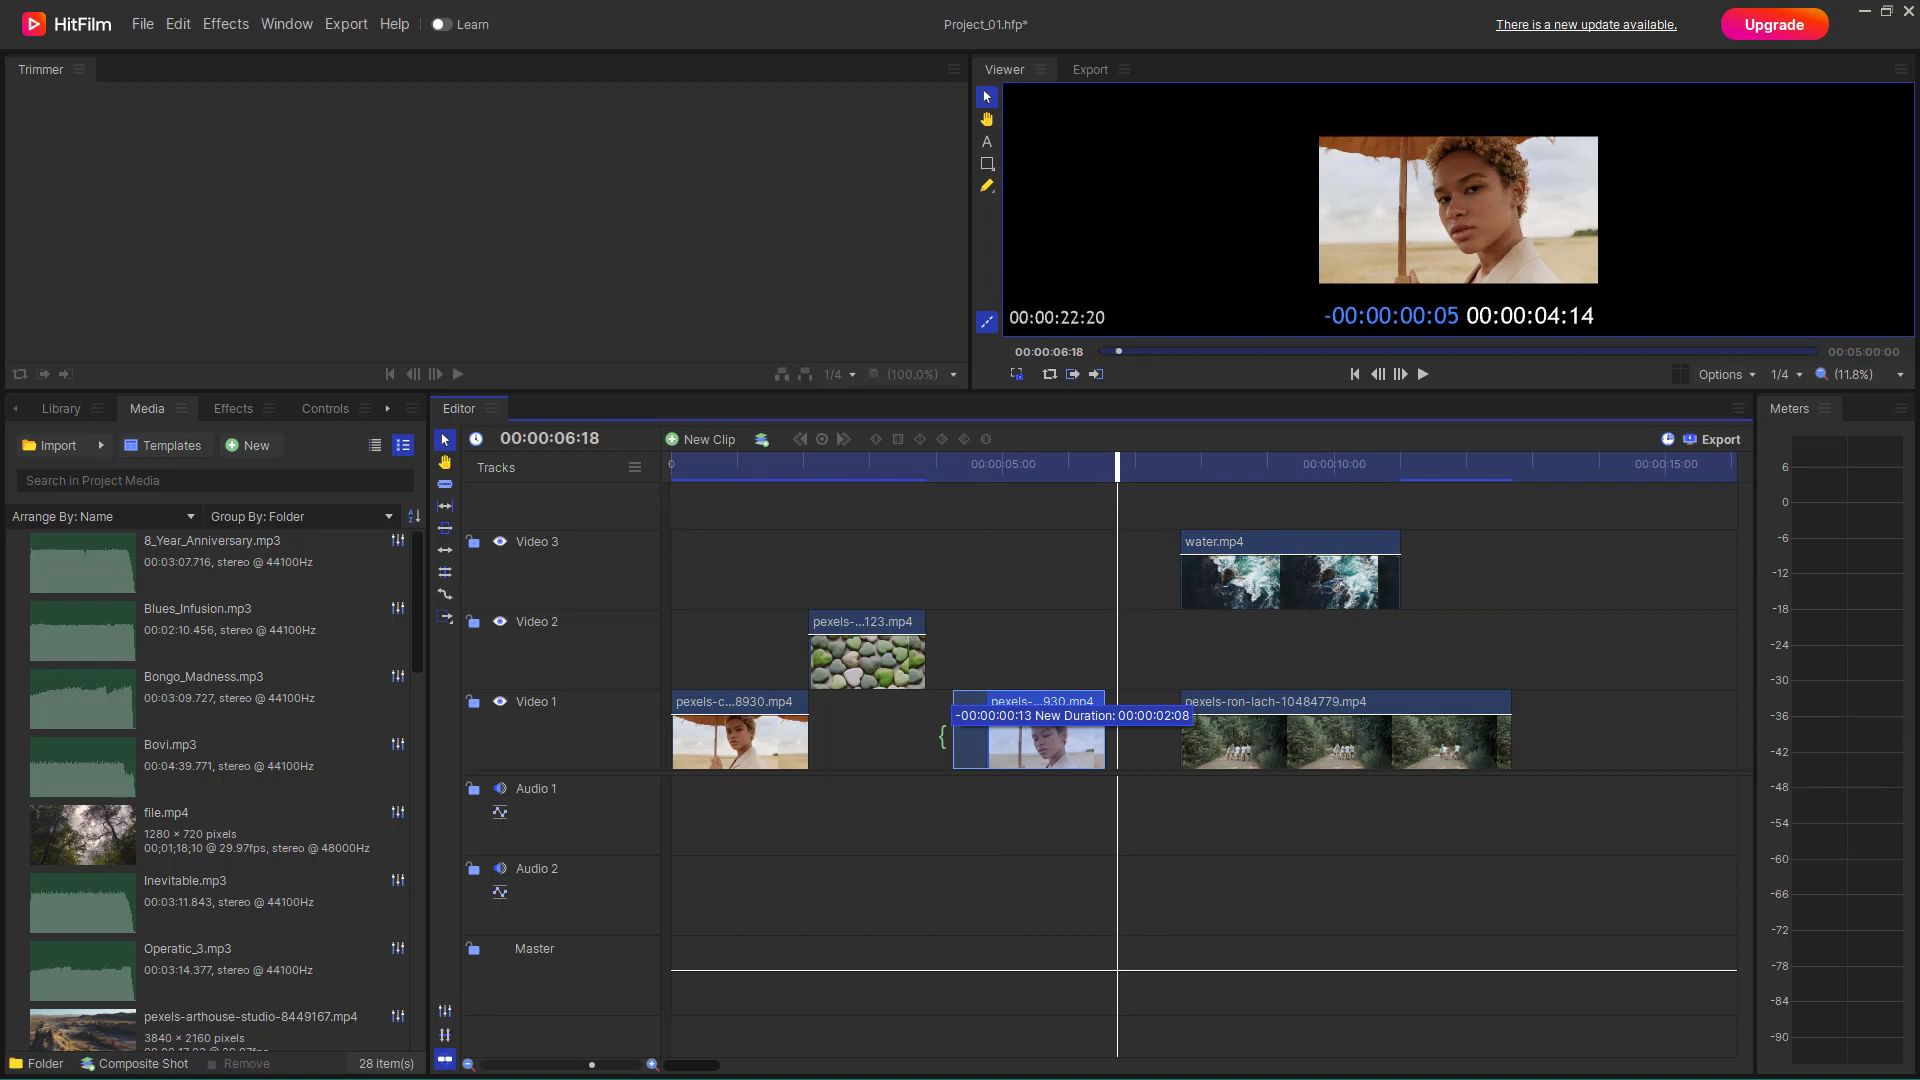 HitFilm File Edit Effects Window Export Help Learn Project_01.hfp* There is a new update available. Upgrade
Trimmer
Viewer Export
A
00:00:22:20 -00:00:00:05 00:00:04:14
00:00:06:18 00:05:00:00
1/4 (100.0%)
Options 1/4 (11.8%)
Library Media Effects Controls
Editor
Meters
Import Templates New
00:00:06:18 New Clip Export
Tracks 0 00:00:05:00 00:00:10:00 00:00:15:00
Search in Project Media
Arrange By: Name Group By: Folder
8_Year_Anniversary.mp3
00:03:07.716, stereo @ 44100Hz
Blues_Infusion.mp3
00:02:10.456, stereo @ 44100Hz
Bongo_Madness.mp3
00:03:09.727, stereo @ 44100Hz
Bovi.mp3
00:04:39.771, stereo @ 44100Hz
file.mp4
1280 × 720 pixels
00;01;18;10 @ 29.97fps, stereo @ 48000Hz
Inevitable.mp3
00:03:11.843, stereo @ 44100Hz
Operatic_3.mp3
00:03:14.377, stereo @ 44100Hz
pexels-arthouse-studio-8449167.mp4
3840 × 2160 pixels
Folder Composite Shot Remove 28 item(s)
Video 3 water.mp4
Video 2 pexels-...123.mp4
Video 1 pexels-c...8930.mp4 pexels-...930.mp4 pexels-ron-lach-10484779.mp4
-00:00:00:13 New Duration: 00:00:02:08
Audio 1
Audio 2
Master
6
0
-6
-12
-18
-24
-30
-36
-42
-48
-54
-60
-66
-72
-78
-84
-90